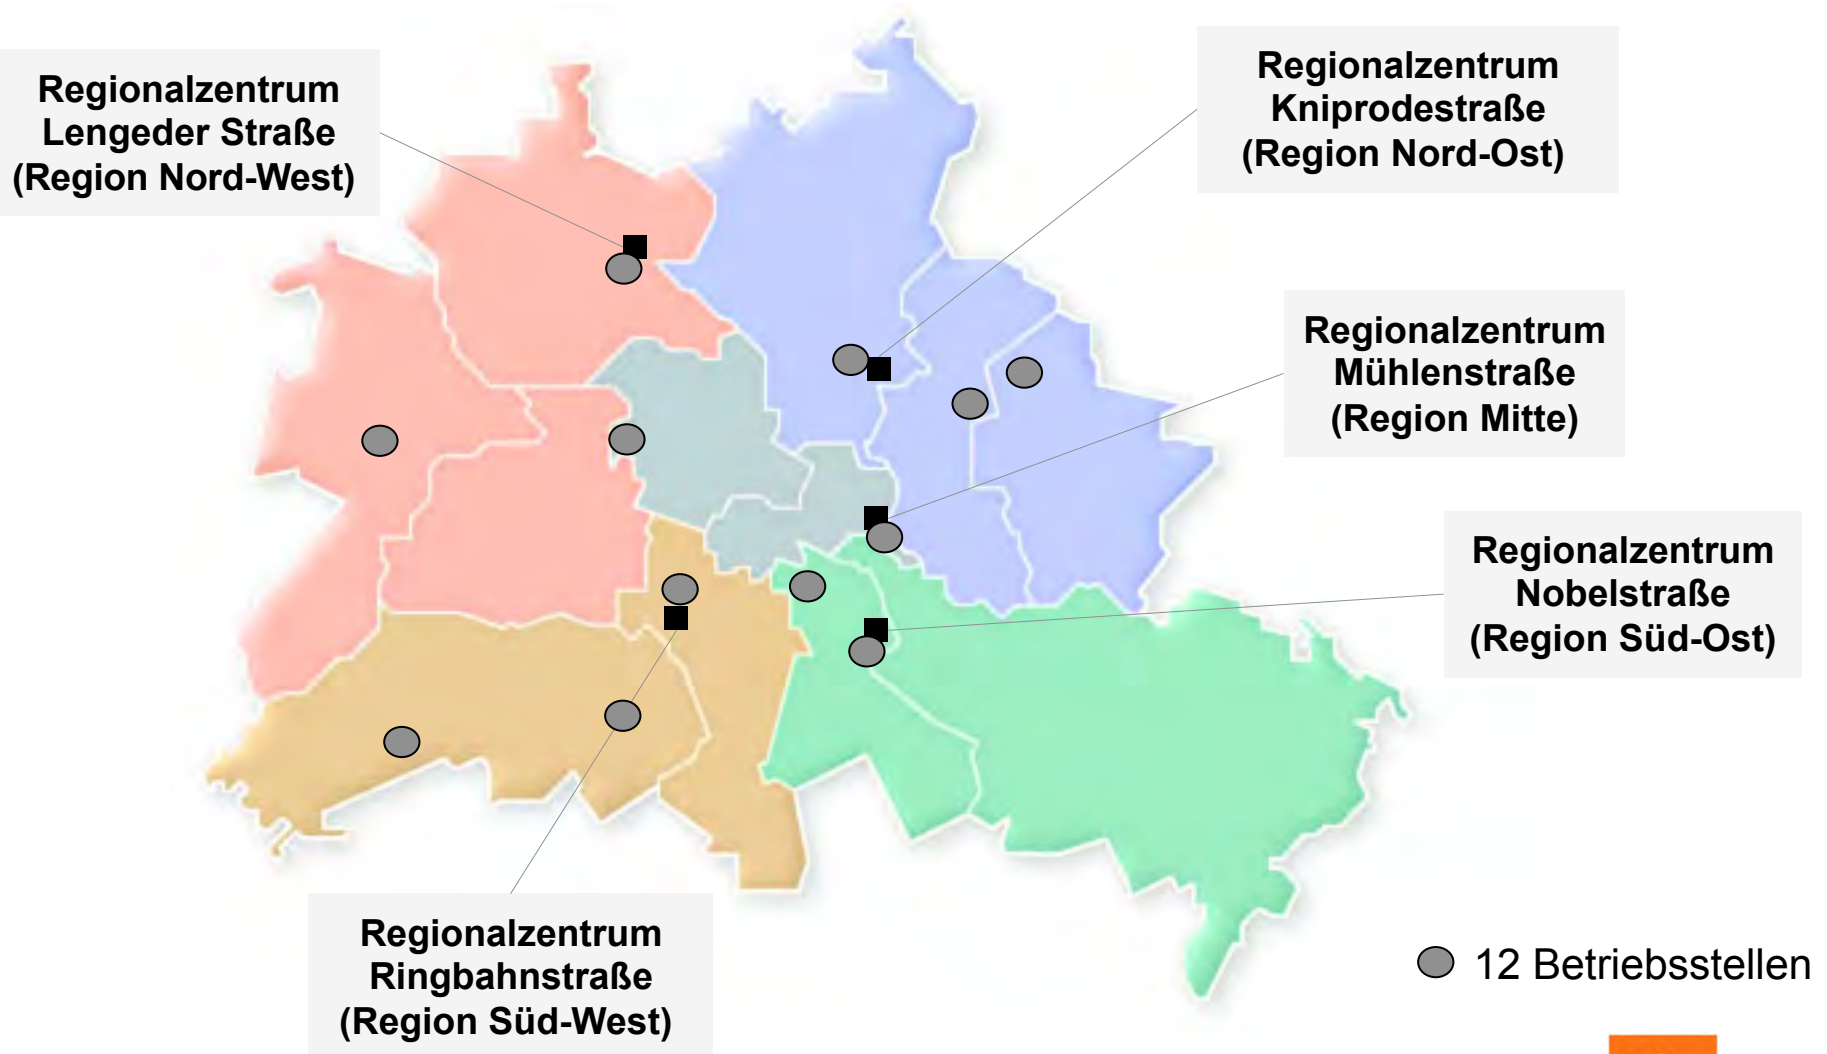 Regionalzentrum
Lengeder Straße
(Region Nord-West)
Regionalzentrum
Kniprodestraße
(Region Nord-Ost)
Regionalzentrum
Mühlenstraße
(Region Mitte)
Regionalzentrum
Nobelstraße
(Region Süd-Ost)
Regionalzentrum
Ringbahnstraße
(Region Süd-West)
12 Betriebsstellen